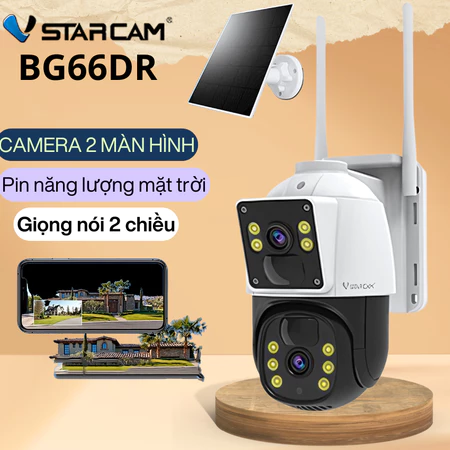 VSTARCAM
BG66DR
CAMERA 2 MÀN HÌNH
Pin năng lượng mặt trời
Giọng nói 2 chiều
VSTARCAM